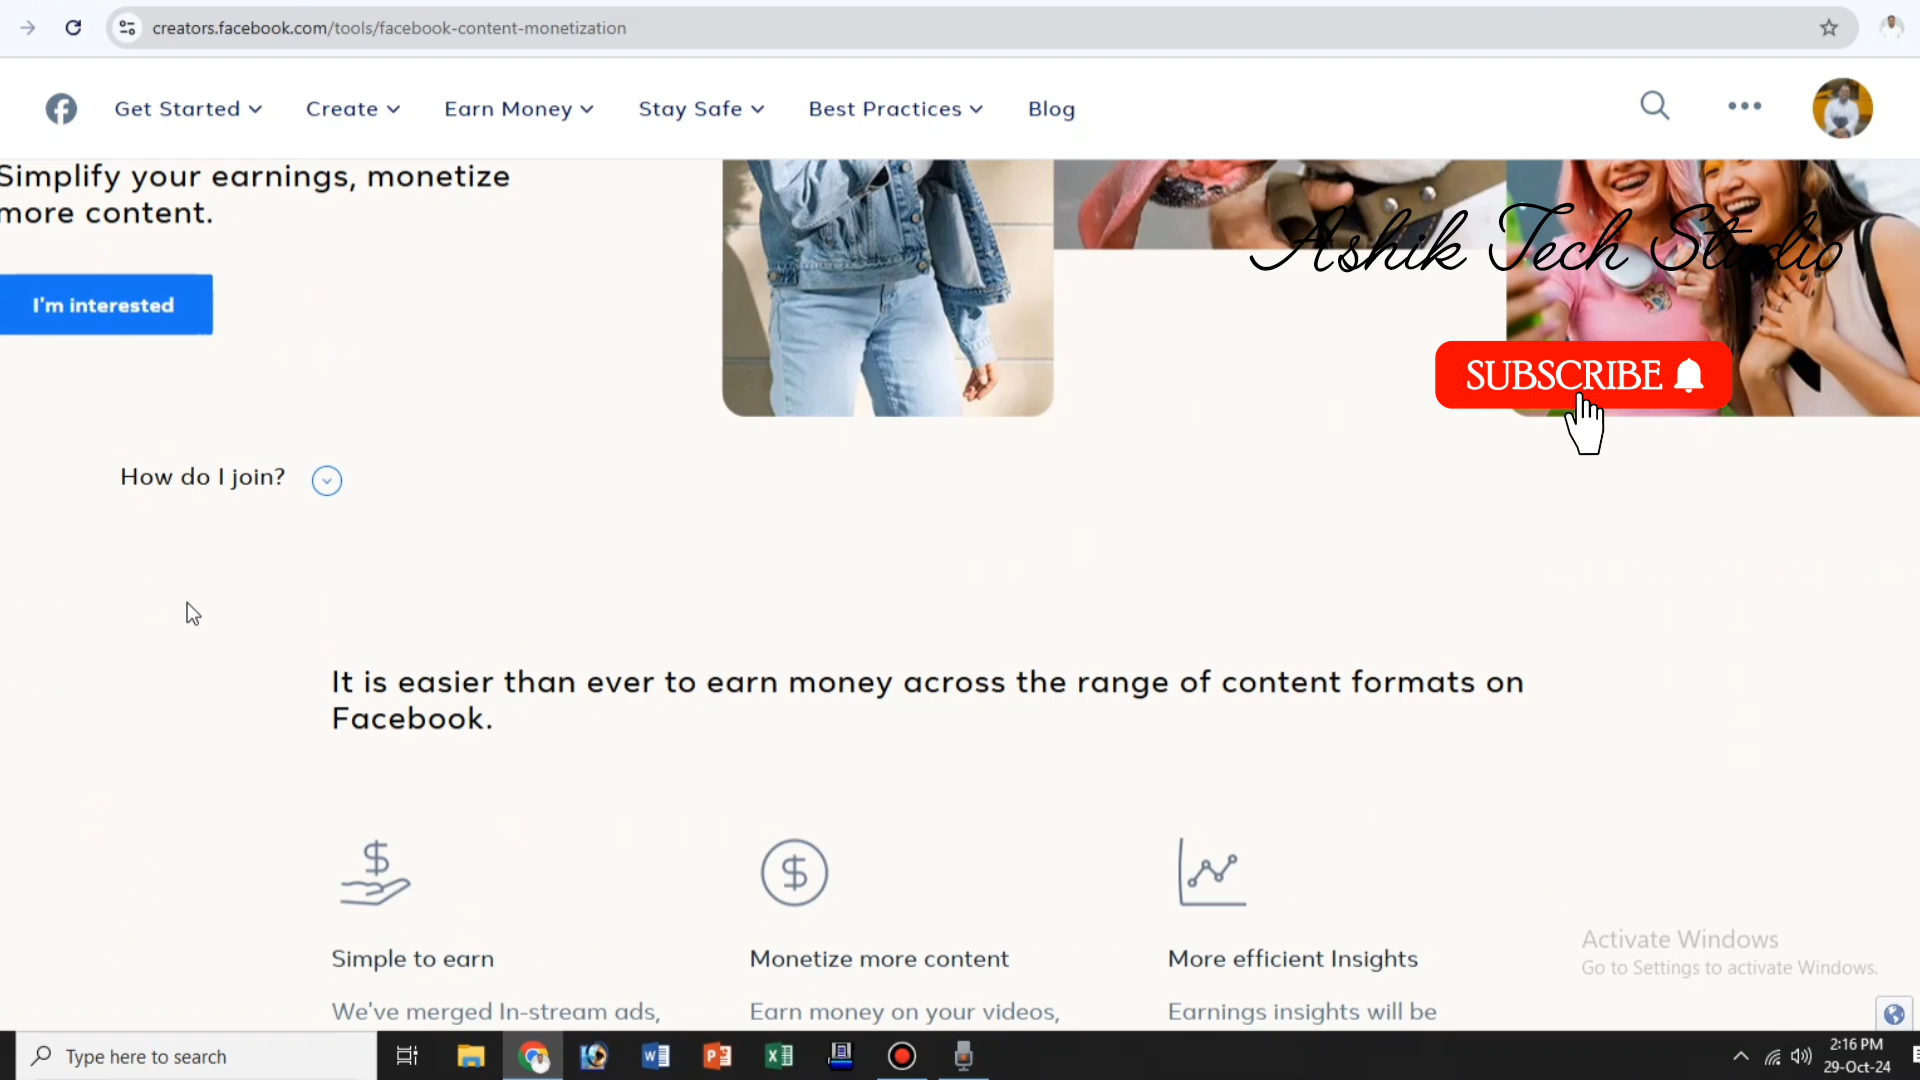 creators.facebook.com/tools/facebook-content-monetization
Get Started
Create
Earn Money
Stay Safe
Best Practices
Blog
Simplify your earnings, monetize
more content.
I'm interested
Ashik Tech Studio
SUBSCRIBE
How do I join?
It is easier than ever to earn money across the range of content formats on
Facebook.
Simple to earn
Monetize more content
More efficient Insights
We've merged In-stream ads,
Earn money on your videos,
Earnings insights will be
Activate Windows
Go to Settings to activate Windows.
Type here to search
2:16 PM
29-Oct-24